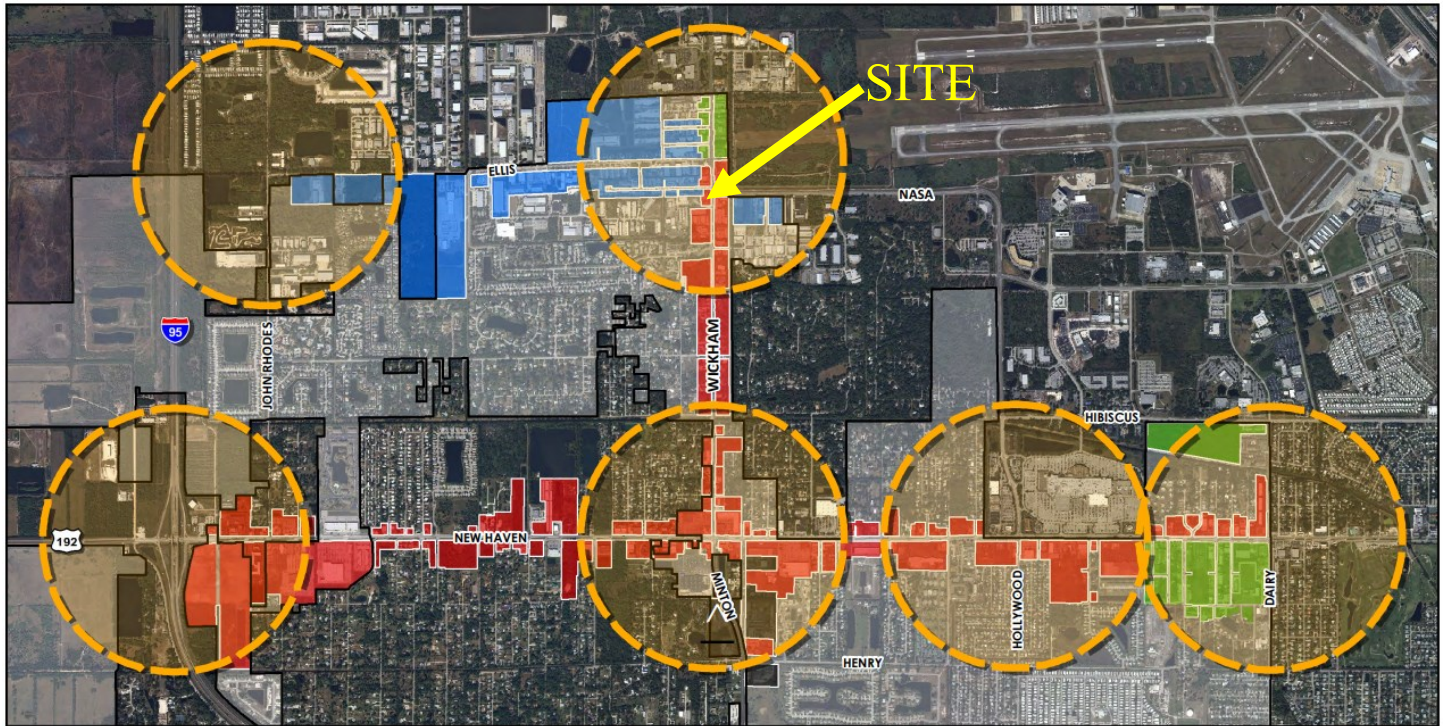 SITE
ELLIS
NASA
95
JOHN RHODES
WICKHAM
HIBISCUS
192
NEW HAVEN
MINTON
HOLLYWOOD
DAIRY
HENRY